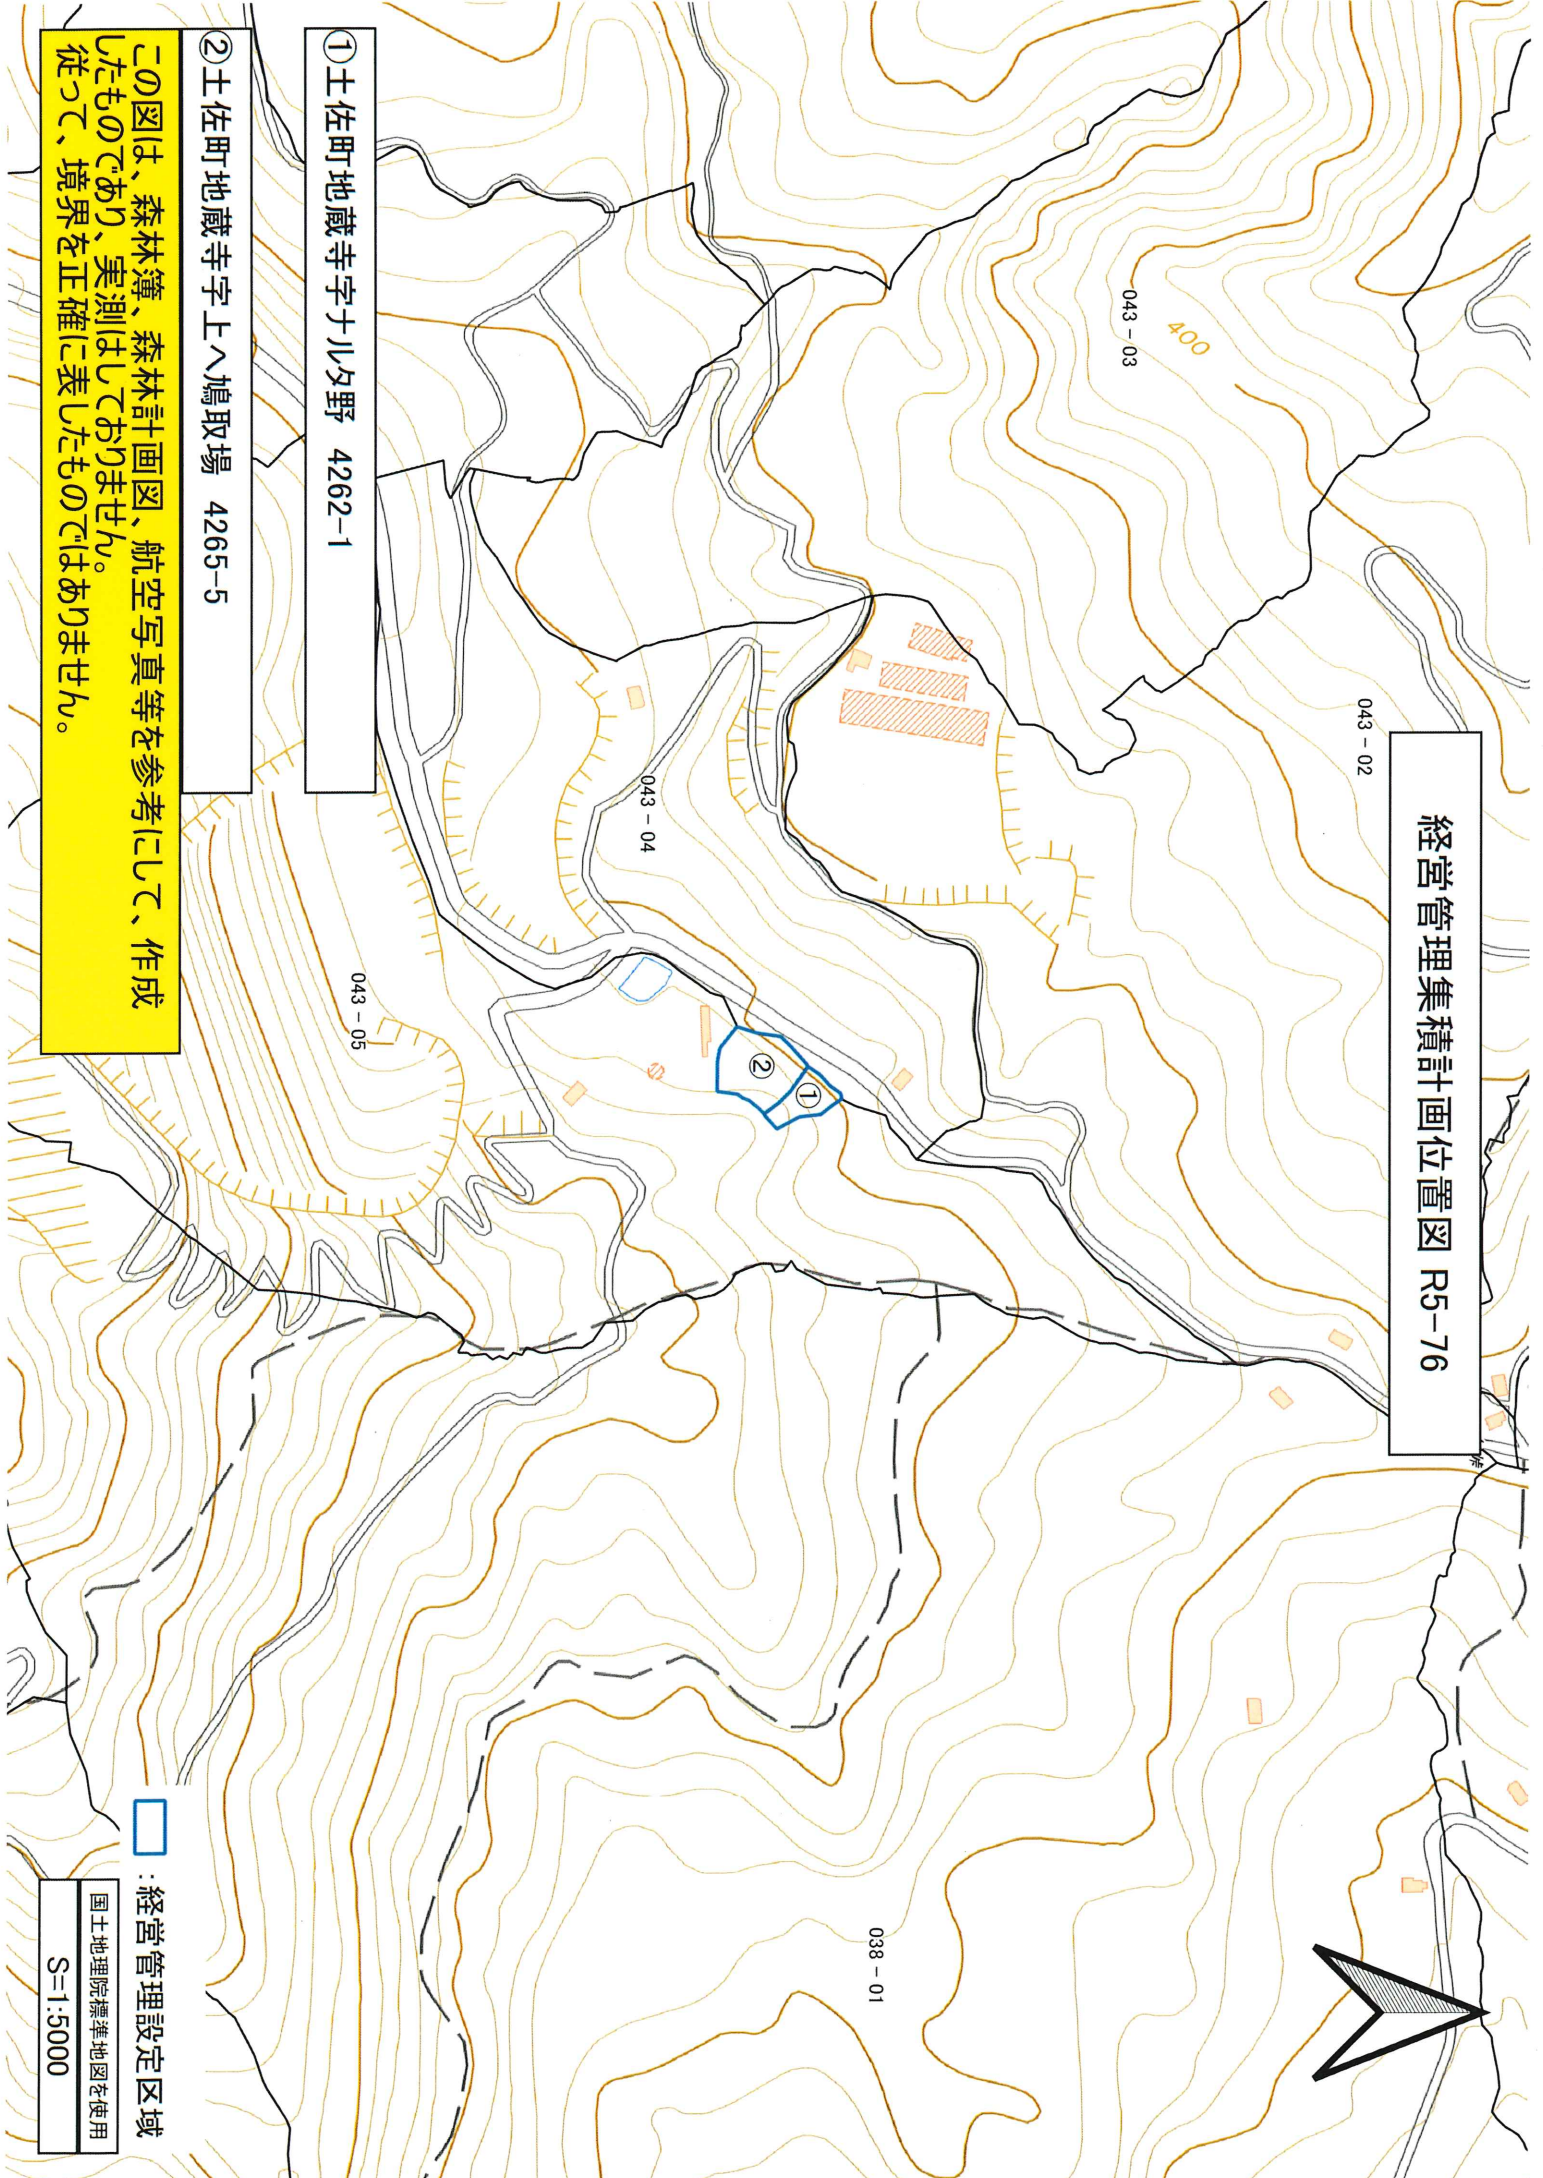 経営管理集積計画位置図 R5-76
043-02
043-03
400
043-04
043-05
038-01
①
②
①土佐町地蔵寺字ナルタ野 4262-1
②土佐町地蔵寺字上ヘ鳩取場 4265-5
この図は、森林簿、森林計画図、航空写真等を参考にして、作成
したものであり、実測はしておりません。
従って、境界を正確に表したものではありません。
:経営管理設定区域
国土地理院標準地図を使用
S=1:5000